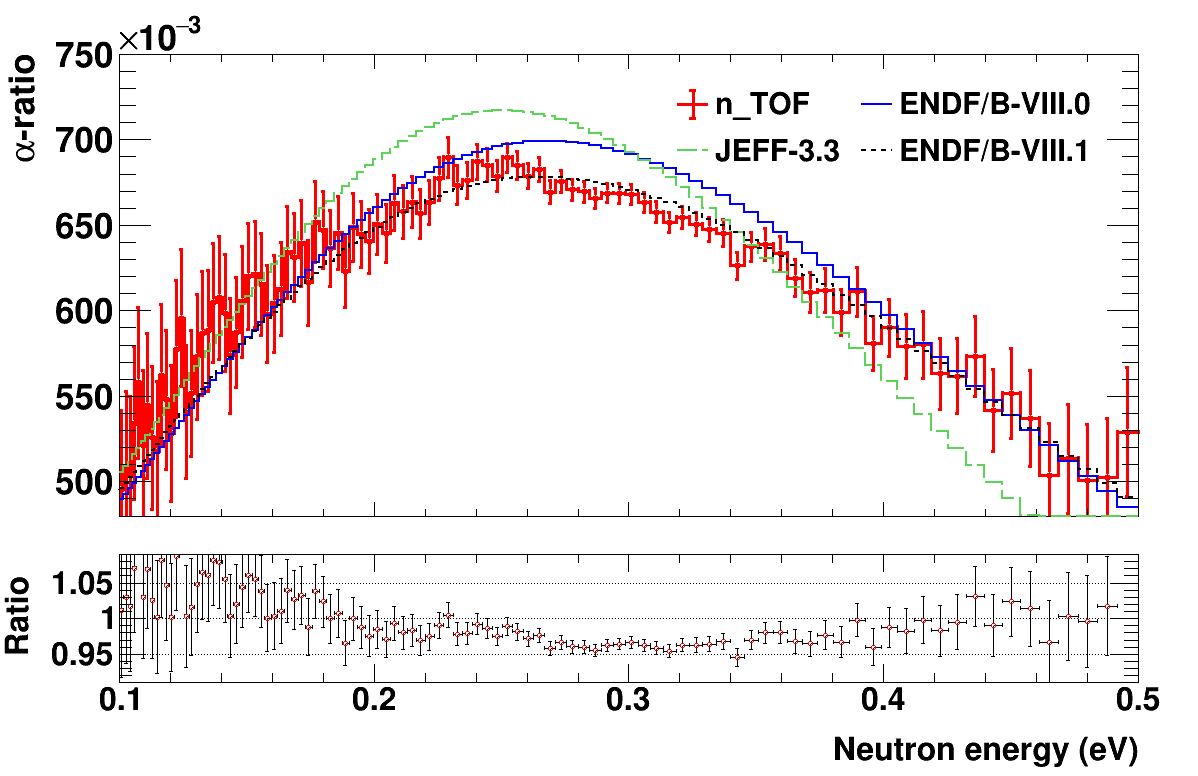 ×10⁻³
750
700
650
600
550
500
α-ratio
n_TOF
ENDF/B-VIII.0
JEFF-3.3
ENDF/B-VIII.1
1.05
1
0.95
Ratio
0.1 0.2 0.3 0.4 0.5
Neutron energy (eV)